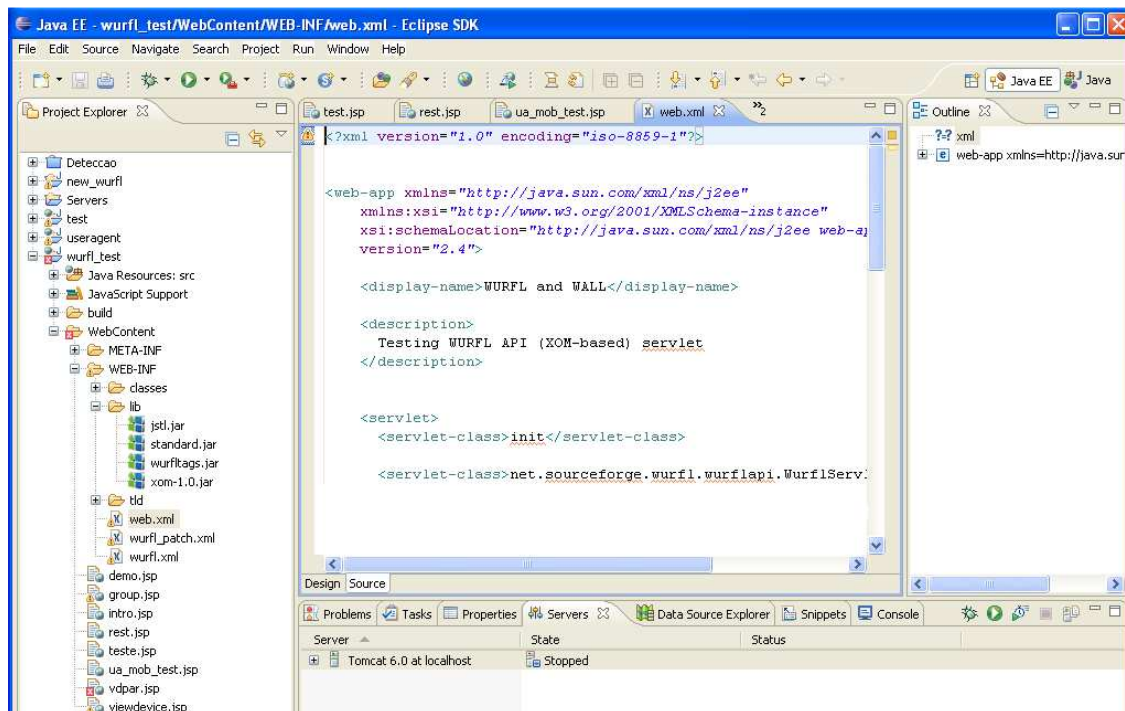 Java EE - wurfl_test/WebContent/WEB-INF/web.xml - Eclipse SDK
File Edit Source Navigate Search Project Run Window Help
Java EE Java
Project Explorer
Deteccao
new_wurfl
Servers
test
useragent
wurfl_test
Java Resources: src
JavaScript Support
build
WebContent
META-INF
WEB-INF
classes
lib
jstl.jar
standard.jar
wurfltags.jar
xom-1.0.jar
tld
web.xml
wurfl_patch.xml
wurfl.xml
demo.jsp
group.jsp
intro.jsp
rest.jsp
teste.jsp
ua_mob_test.jsp
vdpar.jsp
viewdevice.jsp
test.jsp rest.jsp ua_mob_test.jsp web.xml »2
<?xml version="1.0" encoding="iso-8859-1"?>
<web-app xmlns="http://java.sun.com/xml/ns/j2ee"
xmlns:xsi="http://www.w3.org/2001/XMLSchema-instance"
xsi:schemaLocation="http://java.sun.com/xml/ns/j2ee web-ap
version="2.4">
<display-name>WURFL and WALL</display-name>
<description>
Testing WURFL API (XOM-based) servlet
</description>
<servlet>
<servlet-class>init</servlet-class>
<servlet-class>net.sourceforge.wurfl.wurflapi.WurflServl
Design Source
Outline
?-? xml
e web-app xmlns=http://java.sun
Problems Tasks Properties Servers Data Source Explorer Snippets Console
Server State Status
Tomcat 6.0 at localhost Stopped